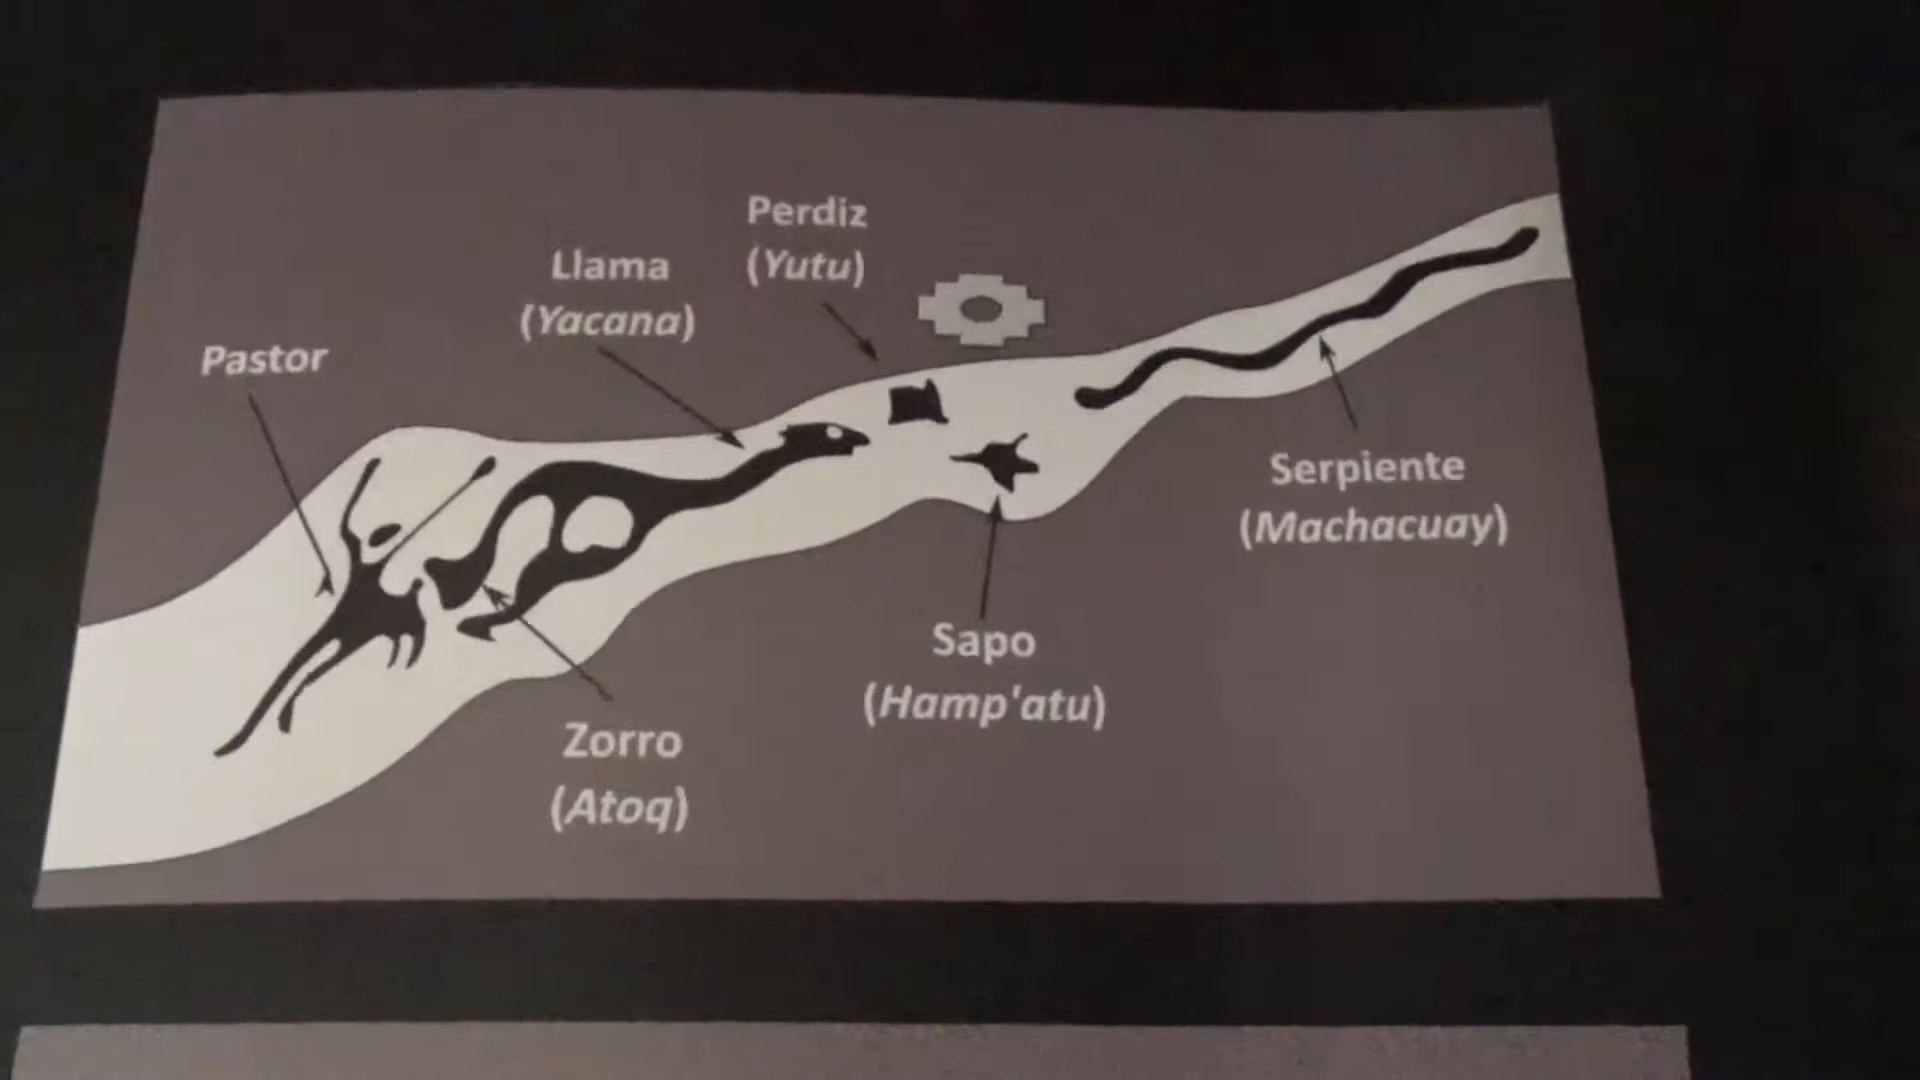 Perdiz
(Yutu)
Llama
(Yacana)
Pastor
Serpiente
(Machacuay)
Sapo
(Hamp'atu)
Zorro
(Atoq)